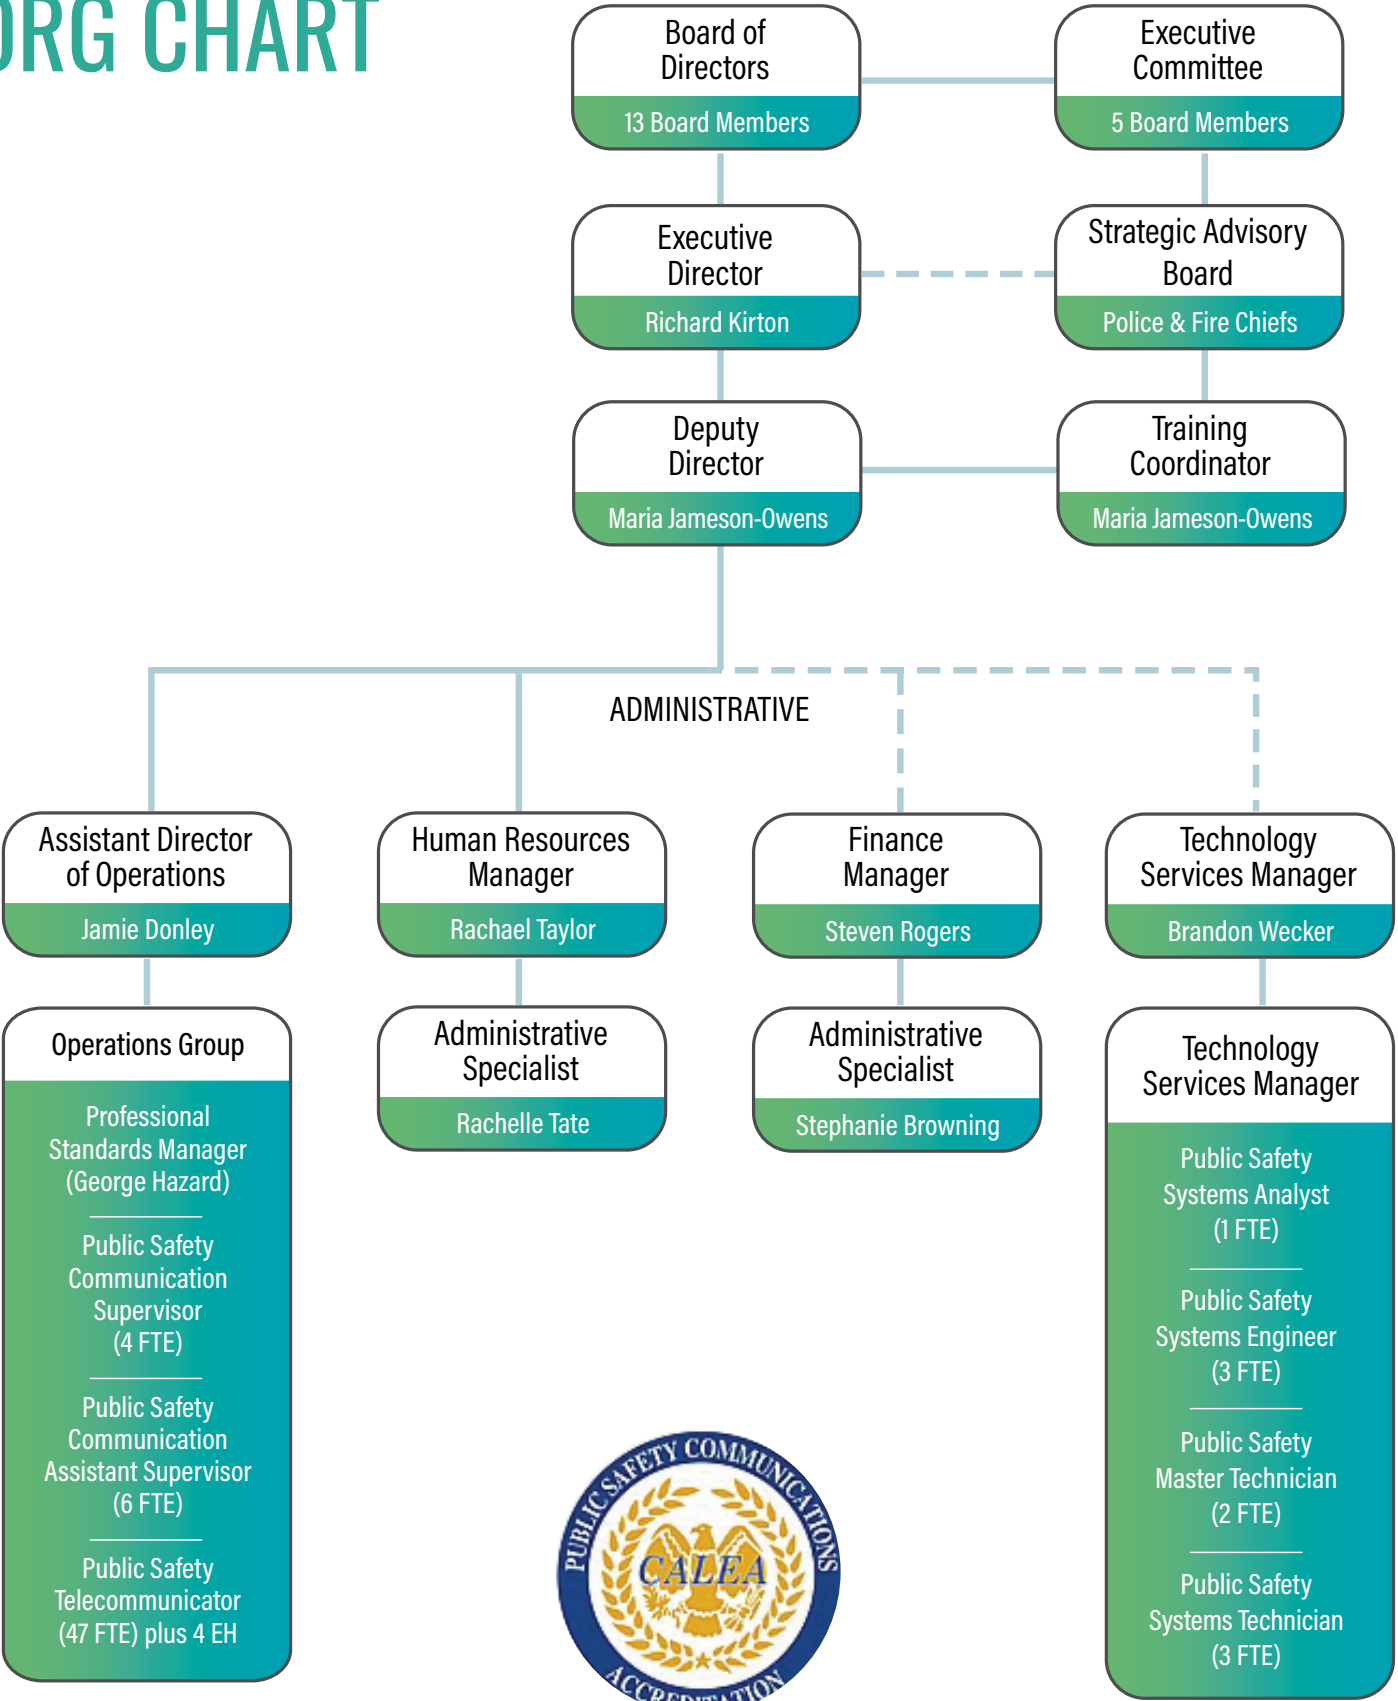 ORG CHART
Board of
Directors
13 Board Members
Executive
Committee
5 Board Members
Executive
Director
Richard Kirton
Strategic Advisory
Board
Police & Fire Chiefs
Deputy
Director
Maria Jameson-Owens
Training
Coordinator
Maria Jameson-Owens
ADMINISTRATIVE
Assistant Director
of Operations
Jamie Donley
Human Resources
Manager
Rachael Taylor
Finance
Manager
Steven Rogers
Technology
Services Manager
Brandon Wecker
Operations Group
Professional
Standards Manager
(George Hazard)
Public Safety
Communication
Supervisor
(4 FTE)
Public Safety
Communication
Assistant Supervisor
(6 FTE)
Public Safety
Telecommunicator
(47 FTE) plus 4 EH
Administrative
Specialist
Rachelle Tate
Administrative
Specialist
Stephanie Browning
Technology
Services Manager
Public Safety
Systems Analyst
(1 FTE)
Public Safety
Systems Engineer
(3 FTE)
Public Safety
Master Technician
(2 FTE)
Public Safety
Systems Technician
(3 FTE)
PUBLIC SAFETY COMMUNICATIONS
CALEA
ACCREDITATION